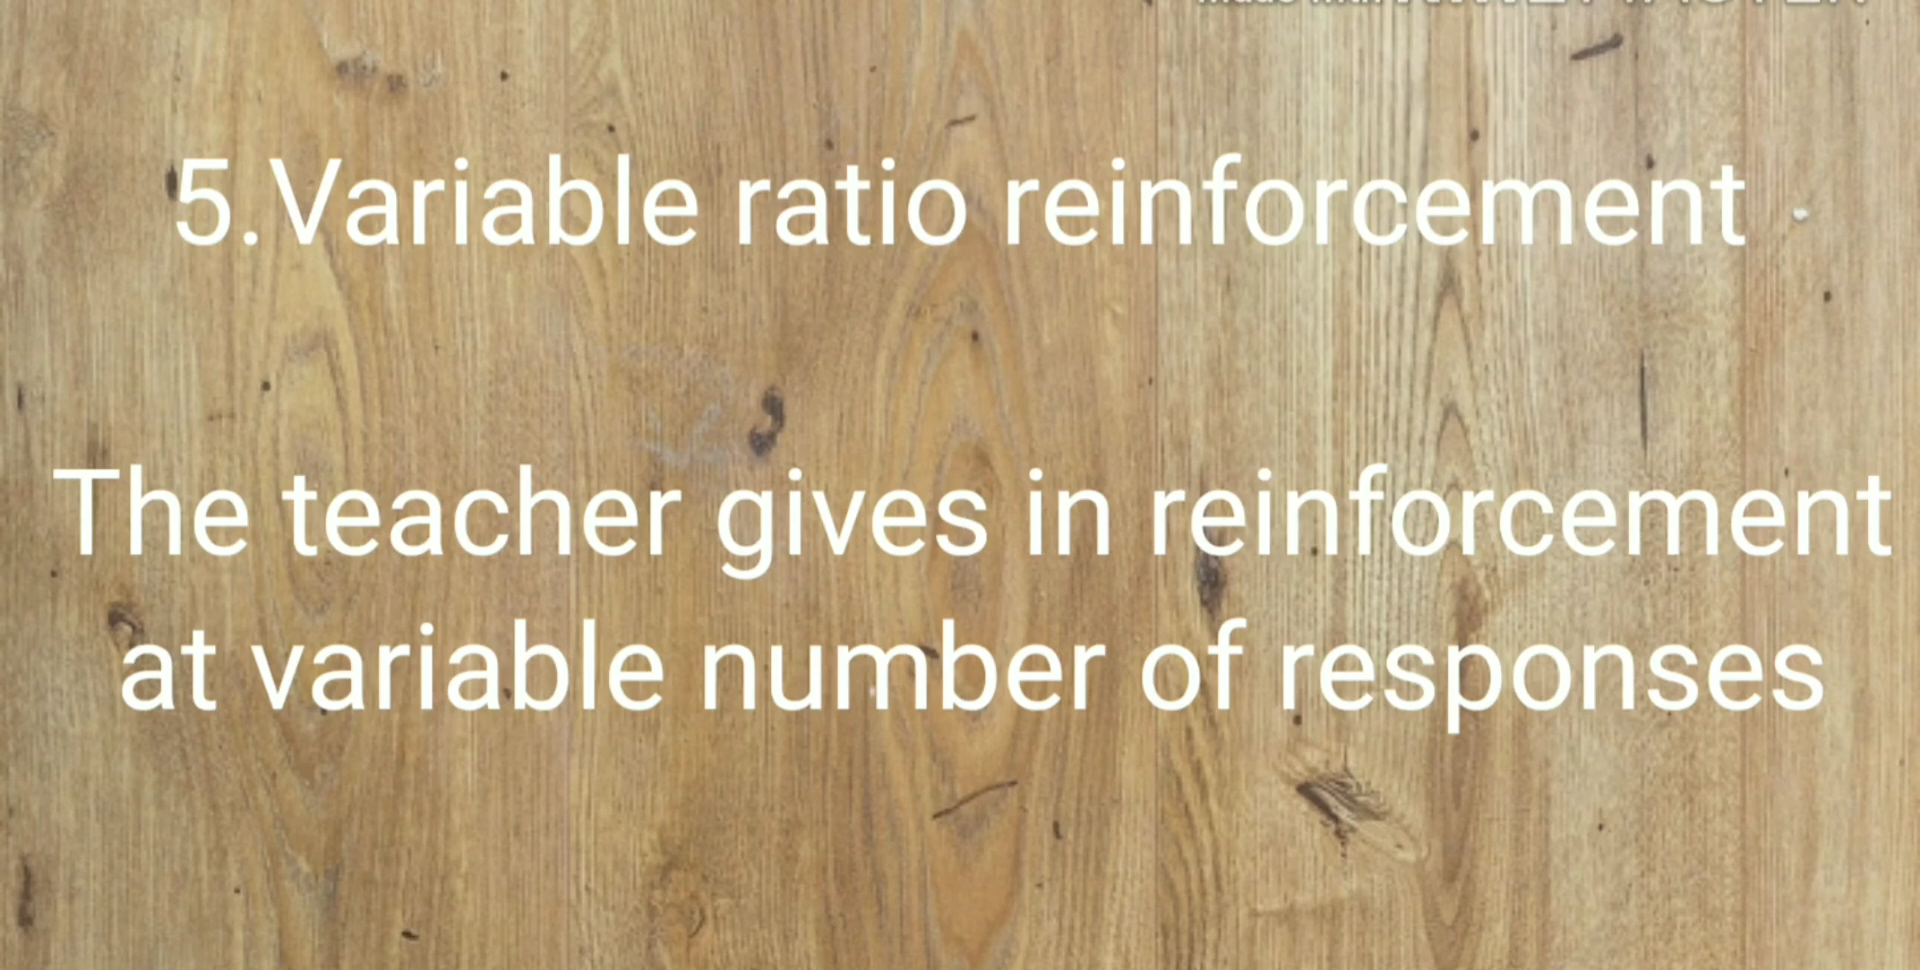 5.Variable ratio reinforcement
The teacher gives in reinforcement
at variable number of responses